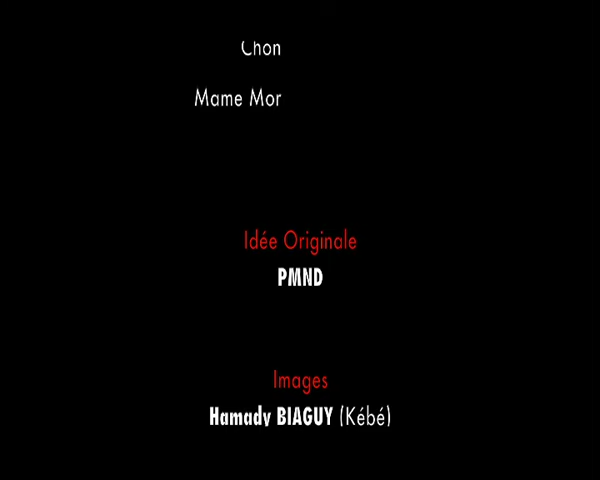 Chon
Mame Mor
Idée Originale
PMND
Images
Hamady BIAGUY (Kébé)